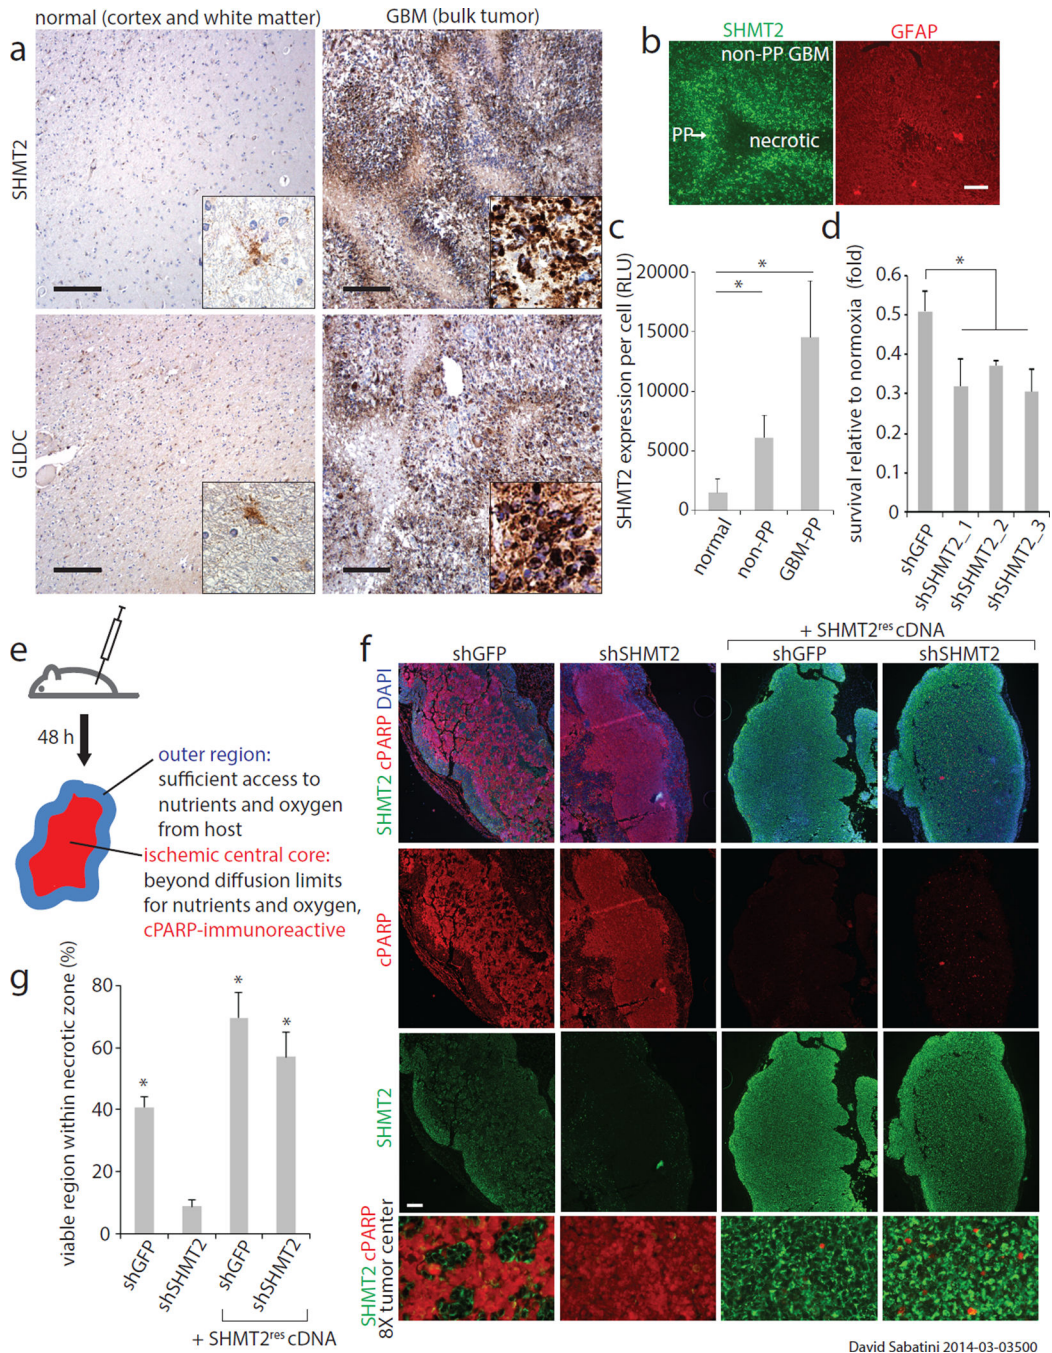 a
normal (cortex and white matter)
GBM (bulk tumor)
SHMT2
GLDC
b
SHMT2
GFAP
non-PP GBM
PP
necrotic
c
SHMT2 expression per cell (RLU)
20000
15000
10000
5000
0
*
*
normal
non-PP
GBM-PP
d
survival relative to normoxia (fold)
0.6
0.5
0.4
0.3
0.2
0.1
0
*
shGFP
shSHMT2_1
shSHMT2_2
shSHMT2_3
e
48 h
outer region:
sufficient access to
nutrients and oxygen
from host
ischemic central core:
beyond diffusion limits
for nutrients and oxygen,
cPARP-immunoreactive
f
+ SHMT2res cDNA
shGFP
shSHMT2
shGFP
shSHMT2
SHMT2 cPARP DAPI
cPARP
SHMT2
SHMT2 cPARP
8X tumor center
g
viable region within necrotic zone (%)
80
60
40
20
0
*
*
*
shGFP
shSHMT2
shGFP
shSHMT2
+ SHMT2res cDNA
David Sabatini 2014-03-03500